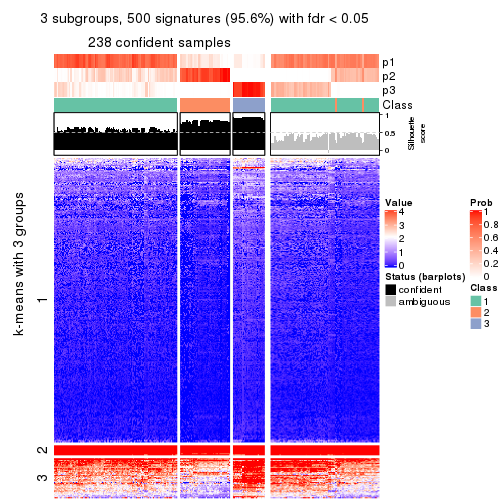 3 subgroups, 500 signatures (95.6%) with fdr < 0.05
238 confident samples
p1
p2
p3
Class
1
0.5
0
Silhouette
score
k-means with 3 groups
1
2
3
Value
4
3
2
1
0
Status (barplots)
confident
ambiguous
Prob
1
0.8
0.6
0.4
0.2
0
Class
1
2
3